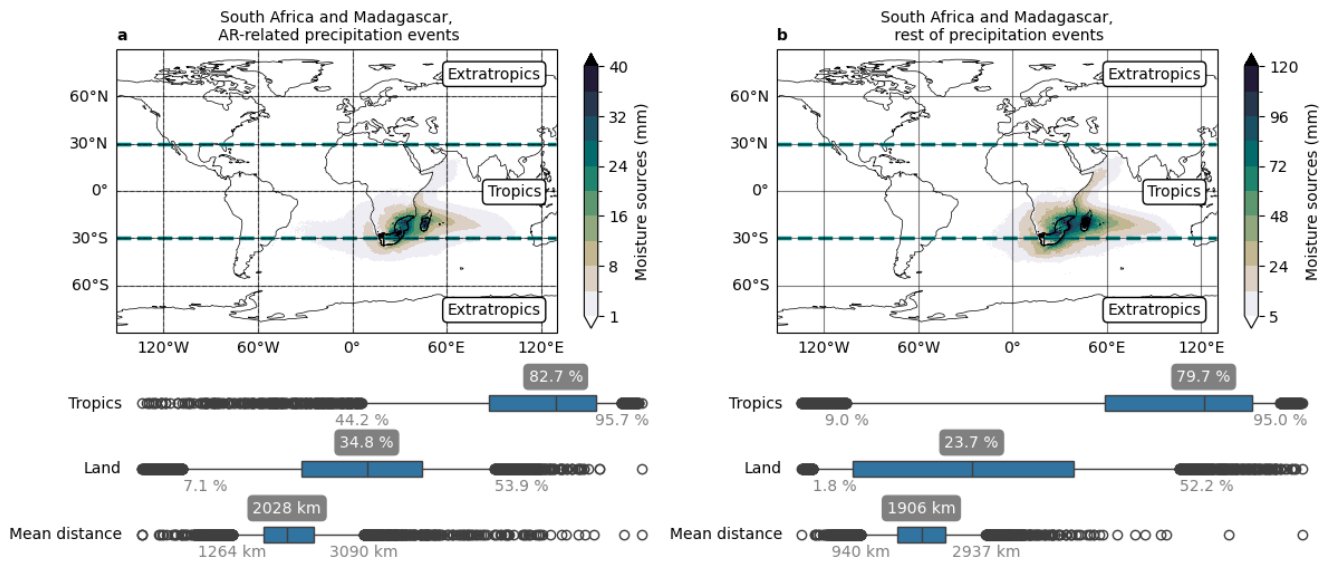 South Africa and Madagascar,
a AR-related precipitation events
Extratropics
Tropics
Extratropics
60°N
30°N
0°
30°S
60°S
120°W 60°W 0° 60°E 120°E
40
32
24
16
8
1
Moisture sources (mm)
South Africa and Madagascar,
b rest of precipitation events
Extratropics
Tropics
Extratropics
60°N
30°N
0°
30°S
60°S
120°W 60°W 0° 60°E 120°E
120
96
72
48
24
5
Moisture sources (mm)
82.7 %
Tropics
44.2 % 95.7 %
34.8 %
Land
7.1 % 53.9 %
2028 km
Mean distance
1264 km 3090 km
79.7 %
Tropics
9.0 % 95.0 %
23.7 %
Land
1.8 % 52.2 %
1906 km
Mean distance
940 km 2937 km